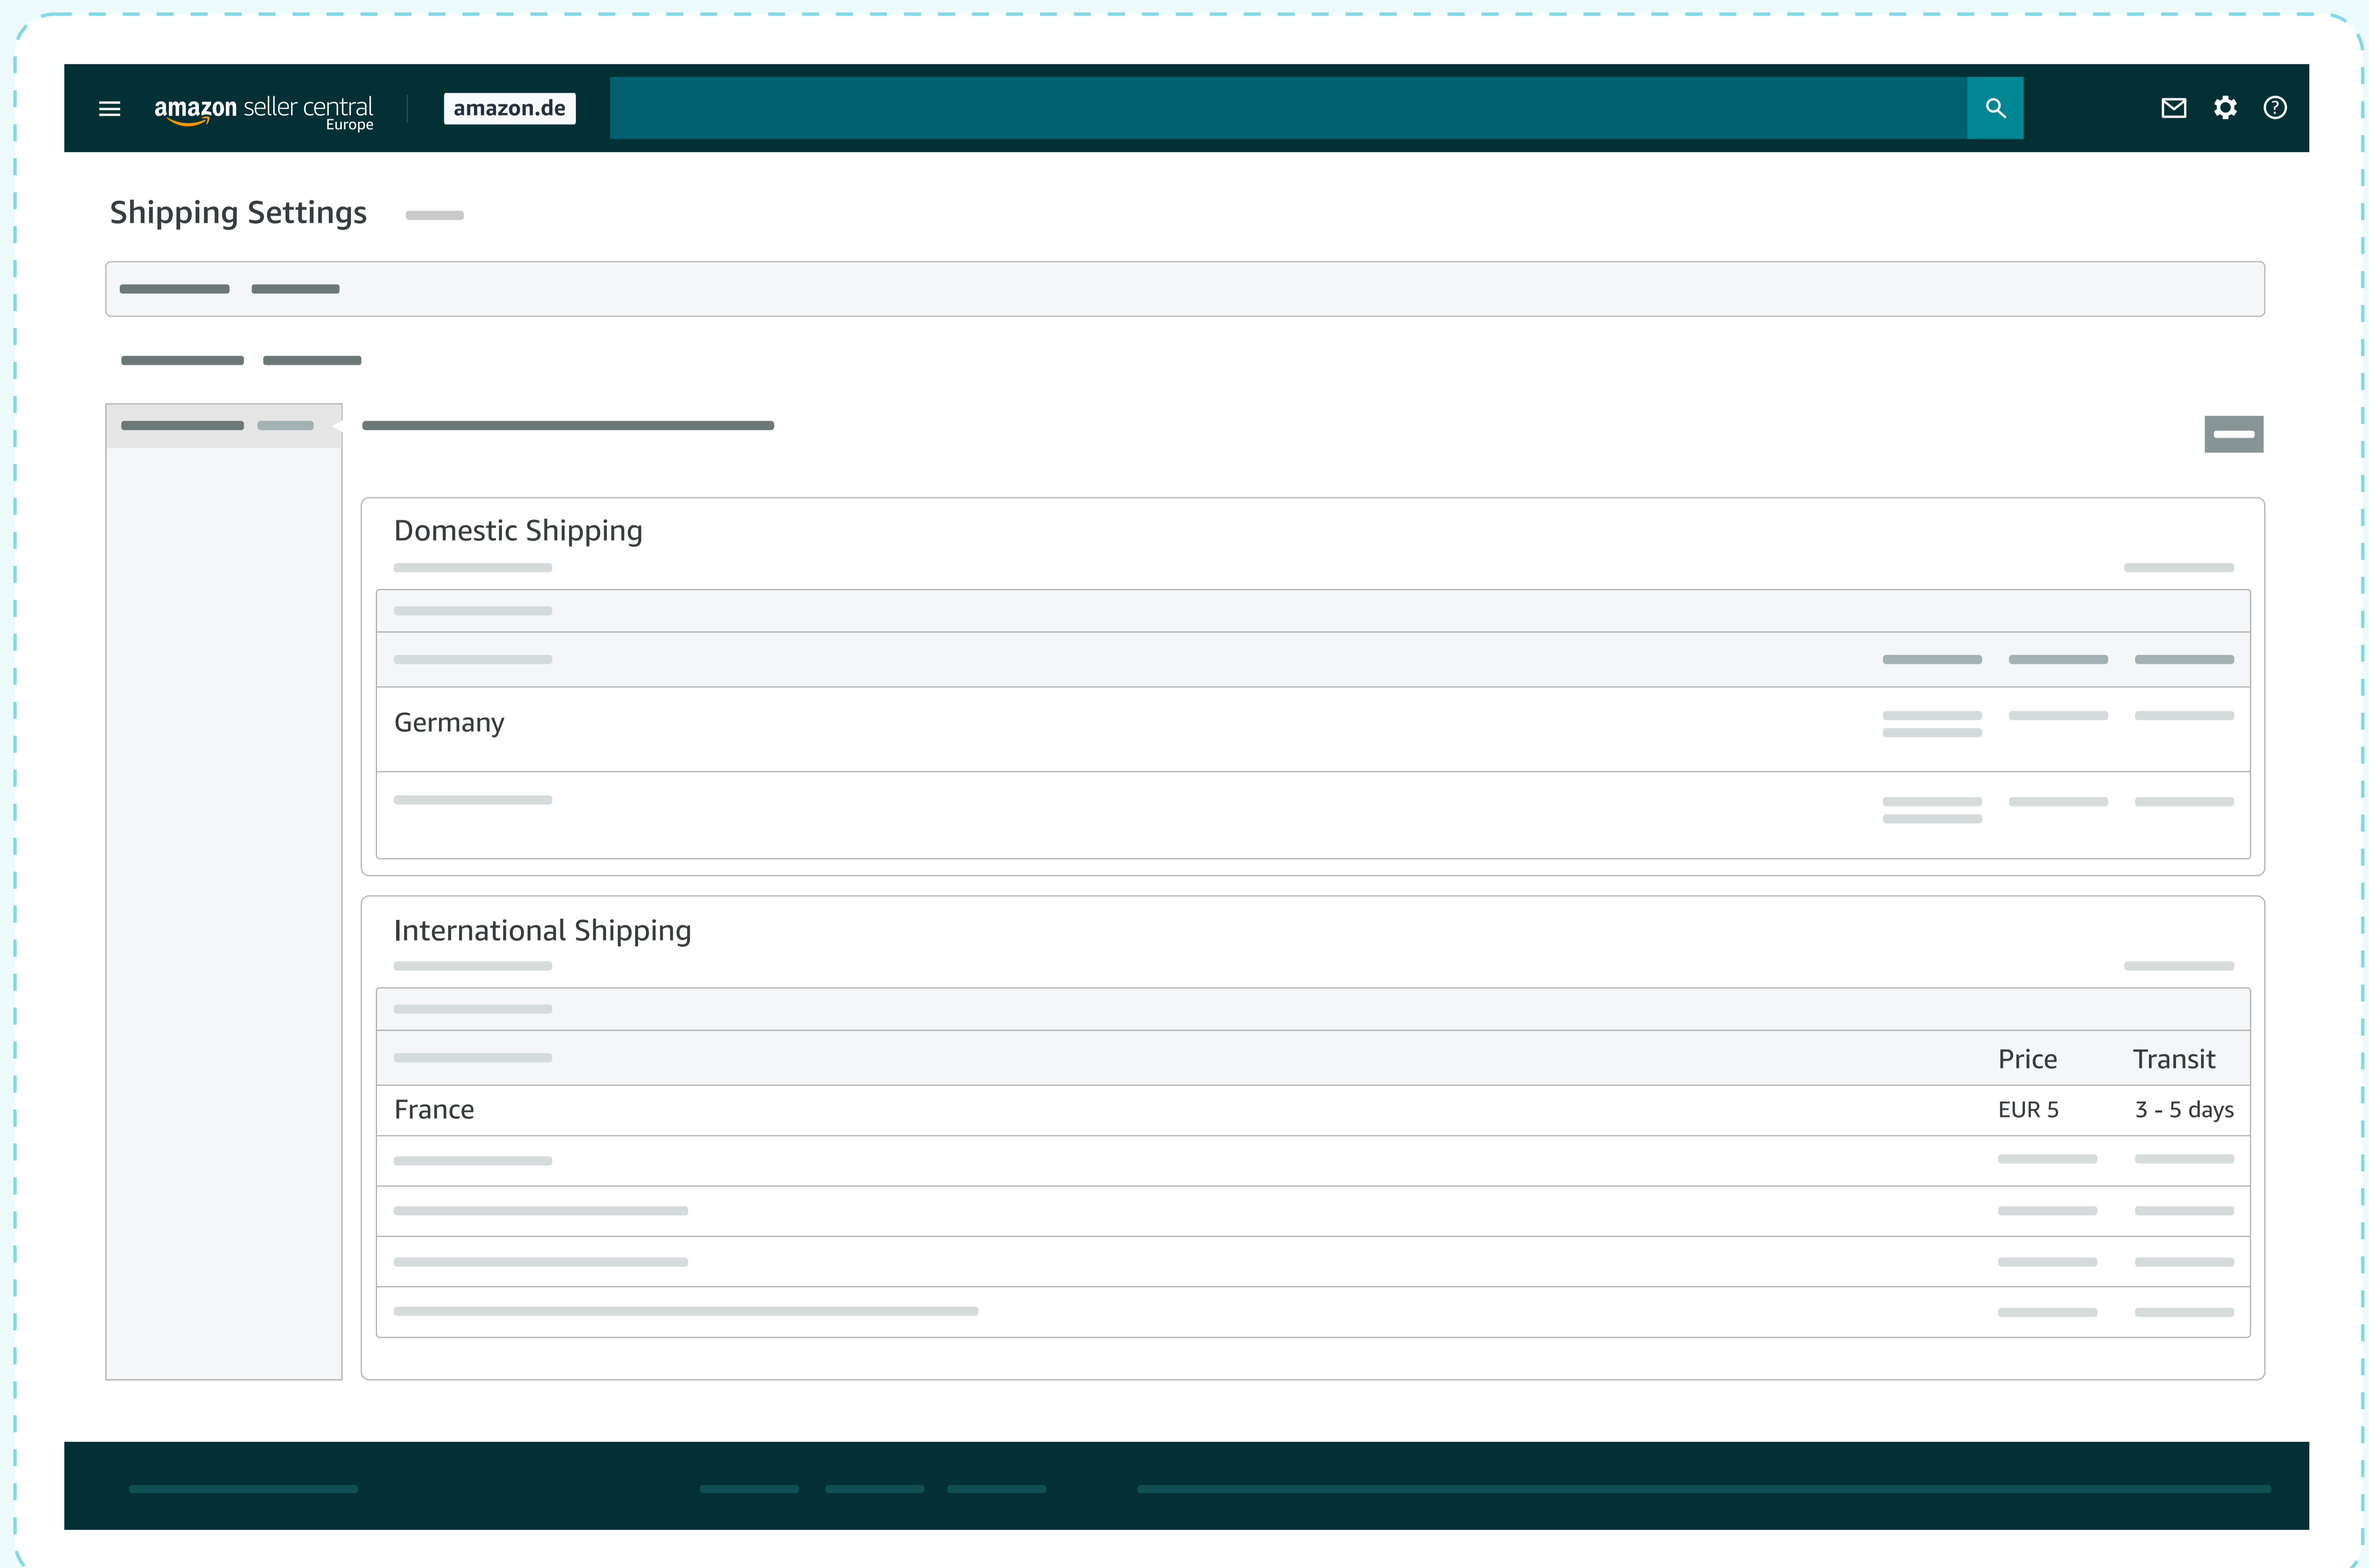 amazon seller central
Europe
amazon.de
Shipping Settings
Domestic Shipping
Germany
International Shipping
Price Transit
France EUR 5 3 - 5 days